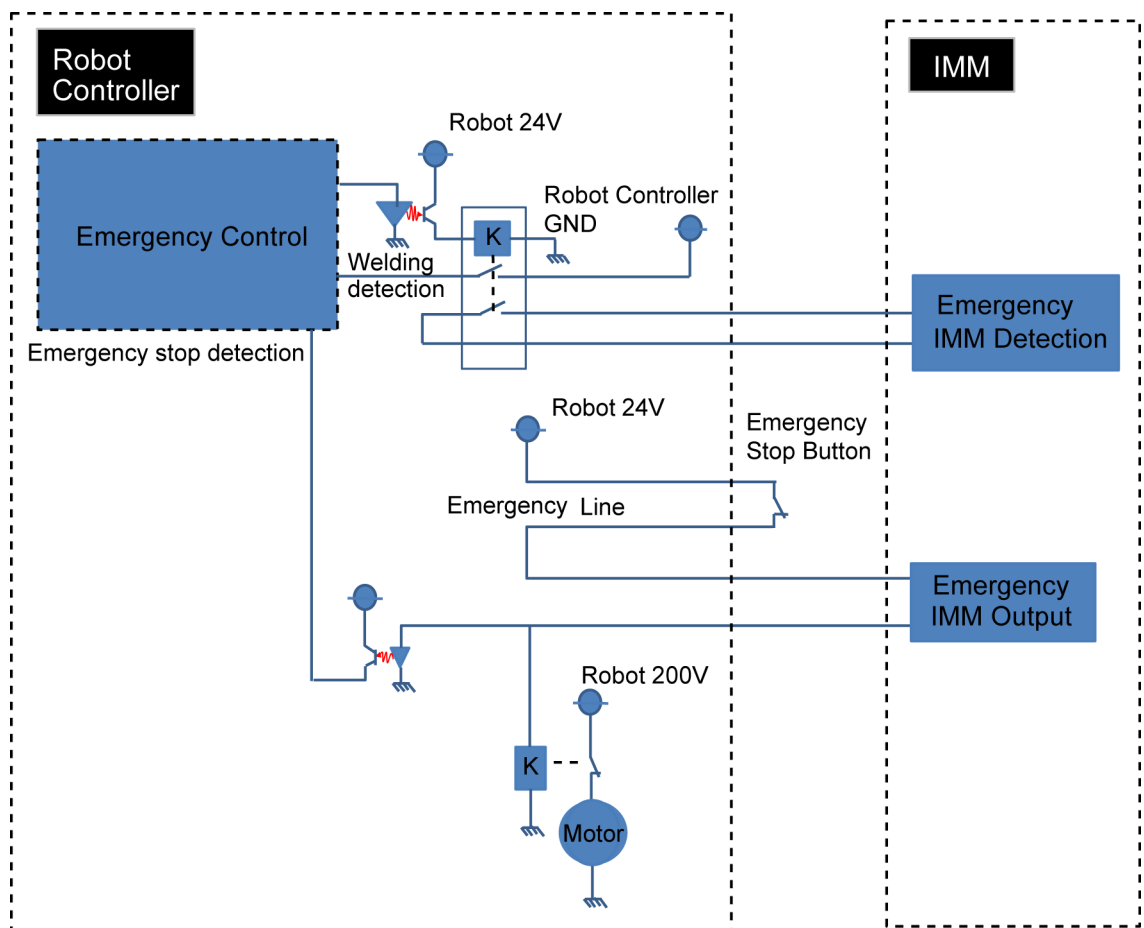 Robot
Controller
IMM
Robot 24V
Robot Controller
GND
Emergency Control
K
Welding
detection
Emergency
IMM Detection
Emergency stop detection
Robot 24V
Emergency
Stop Button
Emergency Line
Emergency
IMM Output
Robot 200V
K
Motor